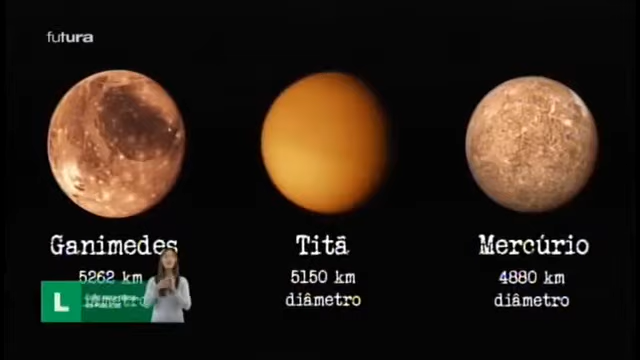 futura
Ganimedes
5262 km
Titã
5150 km
diâmetro
Mercúrio
4880 km
diâmetro
L